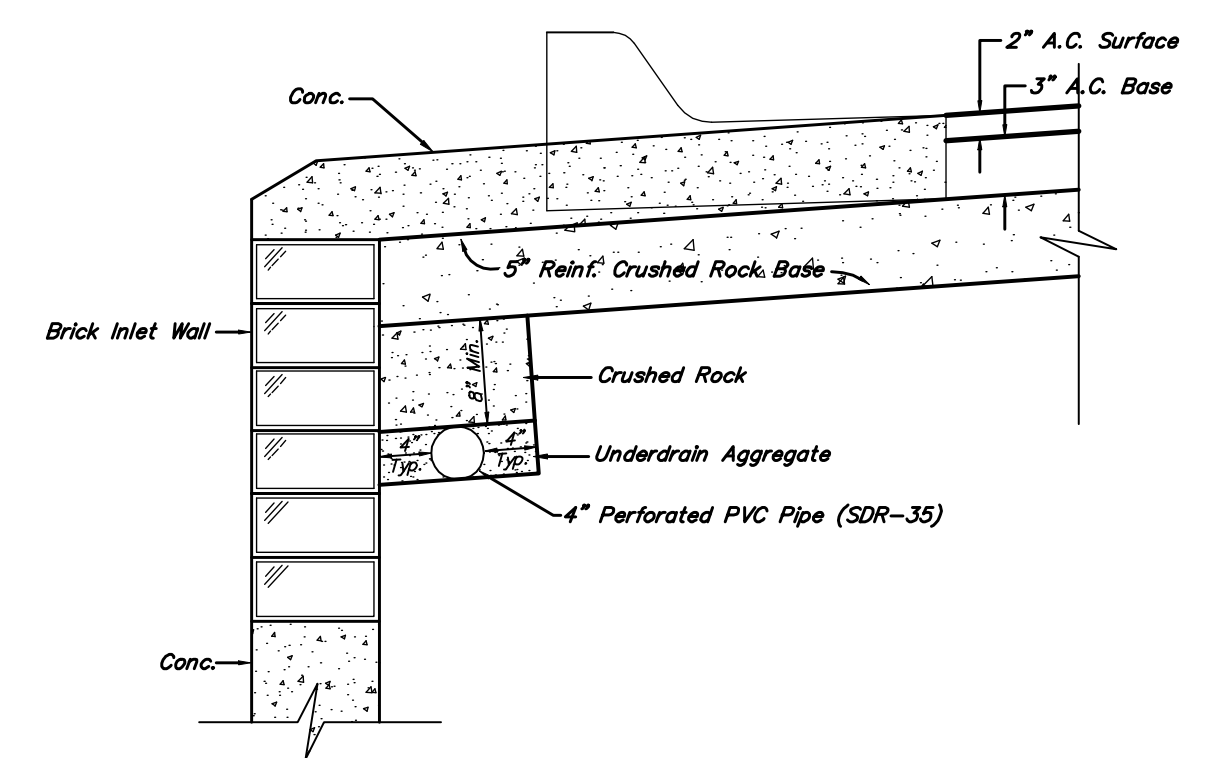 2" A.C. Surface
3" A.C. Base
Conc.
5" Reinf. Crushed Rock Base
Brick Inlet Wall
8" Min.
Crushed Rock
4" Typ.
4" Typ.
Underdrain Aggregate
4" Perforated PVC Pipe (SDR-35)
Conc.